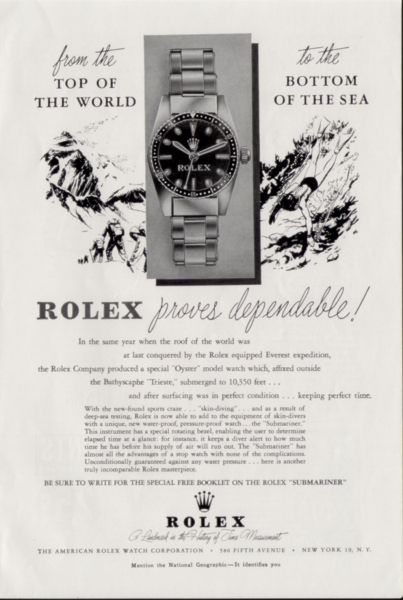 from the
TOP OF
THE WORLD
to the
BOTTOM
OF THE SEA
ROLEX
ROLEX proves dependable!
In the same year when the roof of the world was
at last conquered by the Rolex equipped Everest expedition,
the Rolex Company produced a special "Oyster" model watch which, affixed outside
the Bathyscaphe "Trieste," submerged to 10,350 feet . . .
and after surfacing was in perfect condition . . . keeping perfect time.
With the new-found sports craze . . . "skin-diving" . . . and as a result of
deep-sea testing, Rolex is now able to add to the equipment of skin-divers
with a unique, new water-proof, pressure-proof watch . . . the "Submariner."
This instrument has a special rotating bezel, enabling the user to determine
elapsed time at a glance: for instance, it keeps a diver alert to how much
time he has before his supply of air will run out. The "Submariner" has
almost all the advantages of a stop watch with none of the complications.
Unconditionally guaranteed against any water pressure . . . here is another
truly incomparable Rolex masterpiece.
BE SURE TO WRITE FOR THE SPECIAL FREE BOOKLET ON THE ROLEX "SUBMARINER"
ROLEX
A Landmark in the History of Time Measurement
THE AMERICAN ROLEX WATCH CORPORATION • 580 FIFTH AVENUE • NEW YORK 19, N. Y.
Mention the National Geographic—It identifies you